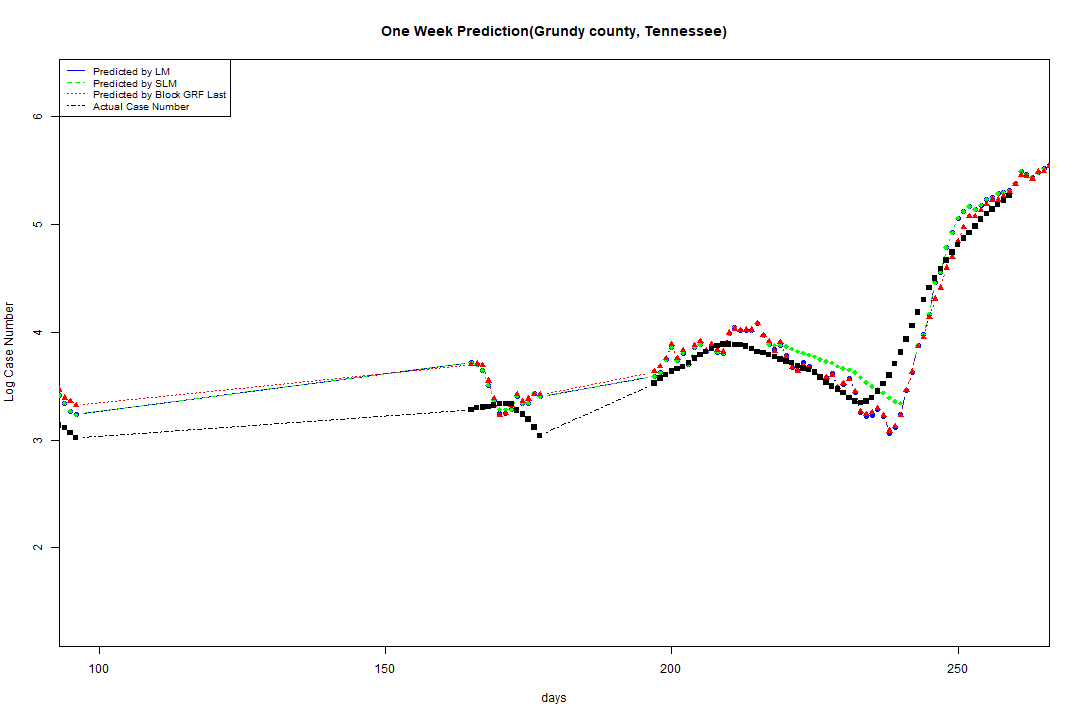 One Week Prediction(Grundy county, Tennessee)
Predicted by LM
Predicted by SLM
Predicted by Block GRF Last
Actual Case Number
6
5
4
3
2
Log Case Number
100 150 200 250
days